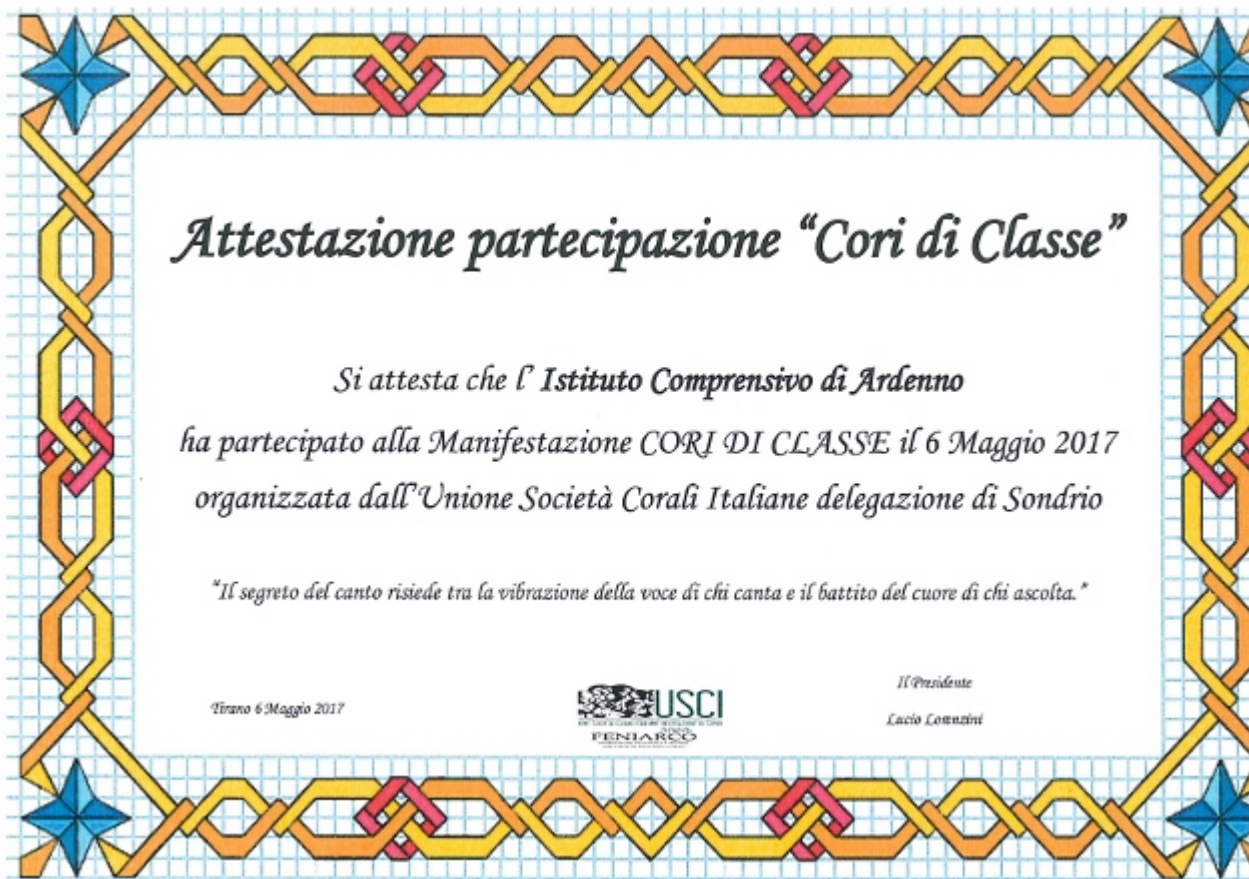 Attestazione partecipazione “Cori di Classe”
Si attesta che l’ Istituto Comprensivo di Ardenno
ha partecipato alla Manifestazione CORI DI CLASSE il 6 Maggio 2017
organizzata dall’Unione Società Corali Italiane delegazione di Sondrio
“Il segreto del canto risiede tra la vibrazione della voce di chi canta e il battito del cuore di chi ascolta.”
Il Presidente
Tirano 6 Maggio 2017
Lucio Lorenzini
USCI
FENIARCO